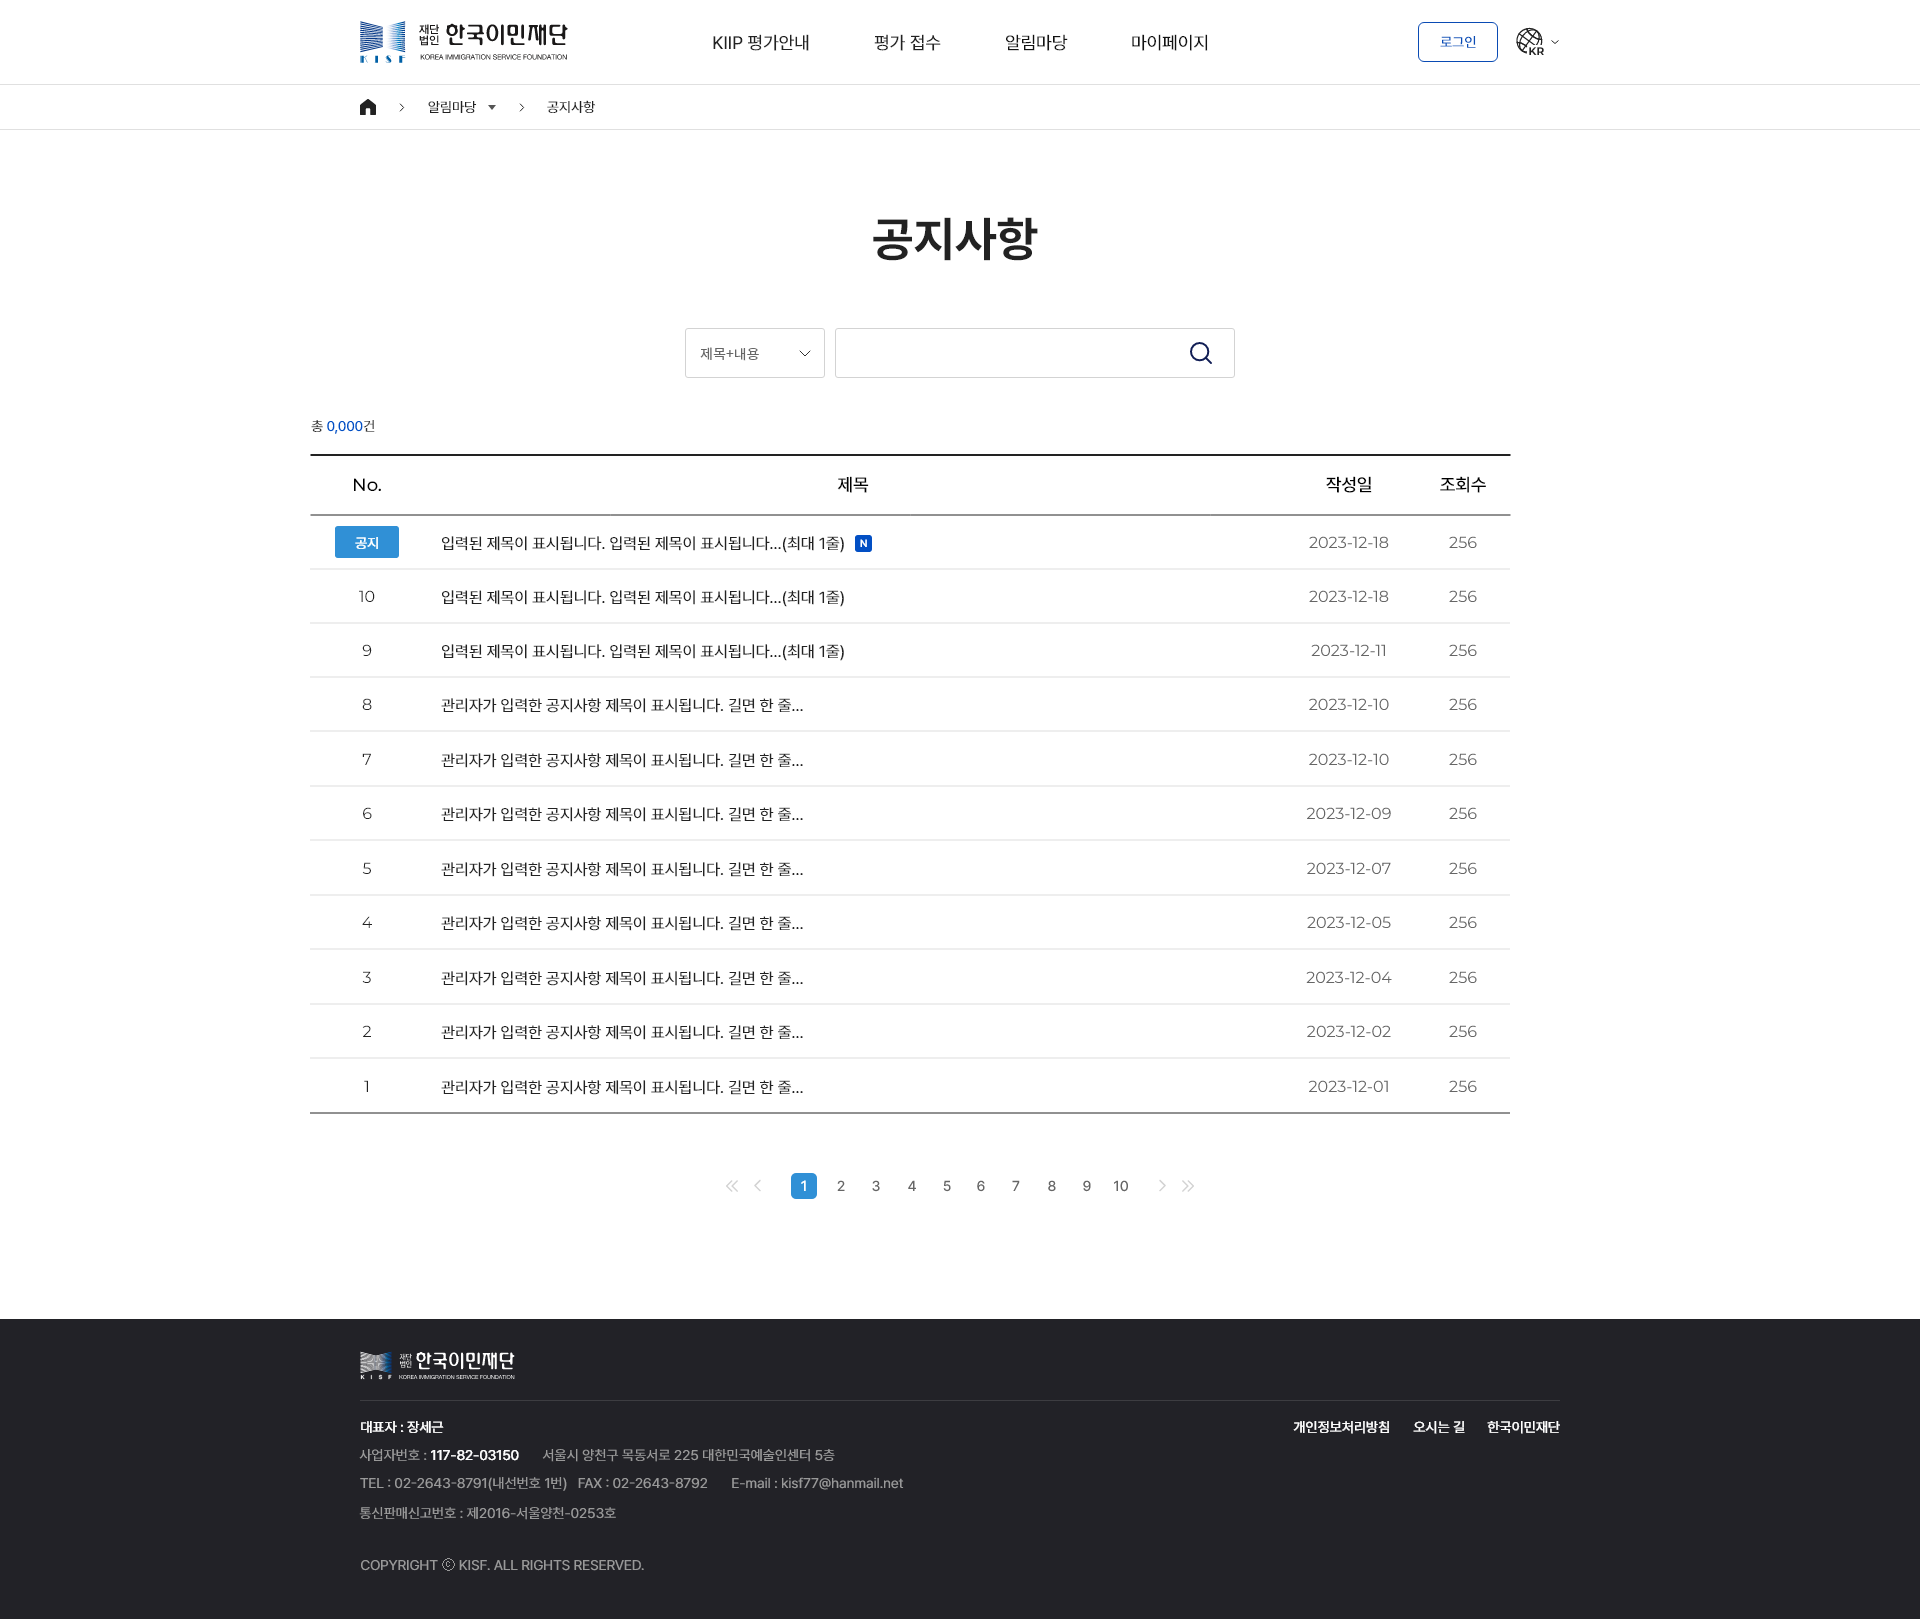 재단법인 한국이민재단
KISF KOREA IMMIGRATION SERVICE FOUNDATION
KIIP 평가안내 평가 접수 알림마당 마이페이지
로그인 KR
알림마당 공지사항
공지사항
제목+내용
총 0,000건
No. 제목 작성일 조회수
공지 입력된 제목이 표시됩니다. 입력된 제목이 표시됩니다...(최대 1줄) N 2023-12-18 256
10 입력된 제목이 표시됩니다. 입력된 제목이 표시됩니다...(최대 1줄) 2023-12-18 256
9 입력된 제목이 표시됩니다. 입력된 제목이 표시됩니다...(최대 1줄) 2023-12-11 256
8 관리자가 입력한 공지사항 제목이 표시됩니다. 길면 한 줄... 2023-12-10 256
7 관리자가 입력한 공지사항 제목이 표시됩니다. 길면 한 줄... 2023-12-10 256
6 관리자가 입력한 공지사항 제목이 표시됩니다. 길면 한 줄... 2023-12-09 256
5 관리자가 입력한 공지사항 제목이 표시됩니다. 길면 한 줄... 2023-12-07 256
4 관리자가 입력한 공지사항 제목이 표시됩니다. 길면 한 줄... 2023-12-05 256
3 관리자가 입력한 공지사항 제목이 표시됩니다. 길면 한 줄... 2023-12-04 256
2 관리자가 입력한 공지사항 제목이 표시됩니다. 길면 한 줄... 2023-12-02 256
1 관리자가 입력한 공지사항 제목이 표시됩니다. 길면 한 줄... 2023-12-01 256
1 2 3 4 5 6 7 8 9 10
재단법인 한국이민재단
KISF KOREA IMMIGRATION SERVICE FOUNDATION
대표자 : 장세근 개인정보처리방침 오시는 길 한국이민재단
사업자번호 : 117-82-03150 서울시 양천구 목동서로 225 대한민국예술인센터 5층
TEL : 02-2643-8791(내선번호 1번) FAX : 02-2643-8792 E-mail : kisf77@hanmail.net
통신판매신고번호 : 제2016-서울양천-0253호
COPYRIGHT ⓒ KISF. ALL RIGHTS RESERVED.